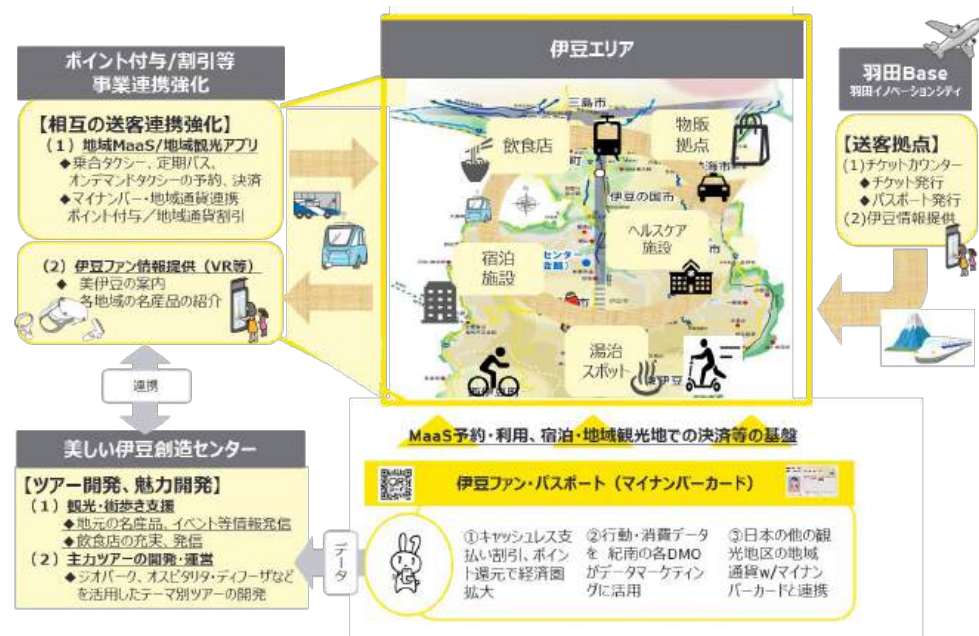 ポイント付与/割引等
事業連携強化
【相互の送客連携強化】
(1)地域MaaS/地域観光アプリ
◆乗合タクシー、定期バス、
オンデマンドタクシーの予約、決済
◆マイナンバー・地域通貨連携
ポイント付与／地域通貨割引
(2)伊豆ファン情報提供(VR等)
◆ 美伊豆の案内
各地域の名産品の紹介
連携
美しい伊豆創造センター
【ツアー開発、魅力開発】
(1)観光・街歩き支援
◆地元の名産品、イベント等情報発信
◆飲食店の充実、発信
(2)主力ツアーの開発・運営
◆ジオパーク、オスピタリタ・ディフーザなど
を活用したテーマ別ツアーの開発
伊豆エリア
三島市
飲食店
物販
拠点
町
海市
伊豆の国市
宿泊
施設
センター
ヘルスケア
施設
市
湯治
スポット
伊豆
羽田Base
羽田イノベーションシティ
【送客拠点】
(1)チケットカウンター
◆チケット発行
◆パスポート発行
(2)伊豆情報提供
MaaS予約・利用、宿泊・地域観光地での決済等の基盤
伊豆ファン・パスポート(マイナンバーカード)
QR
データ
①キャッシュレス支
払い割引、ポイン
ト還元で経済圏
拡大
②行動・消費データ
を 紀南の各DMO
がデータマーケティン
グに活用
③日本の他の観
光地区の地域
通貨w/マイナン
バーカードと連携